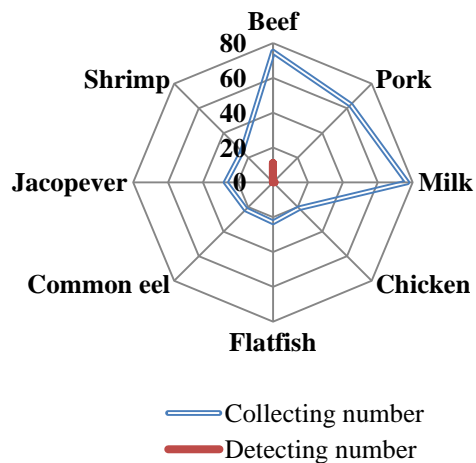 Beef
80
Shrimp
60
Pork
40
20
Jacopever
0
Milk
Common eel
Chicken
Flatfish
Collecting number
Detecting number